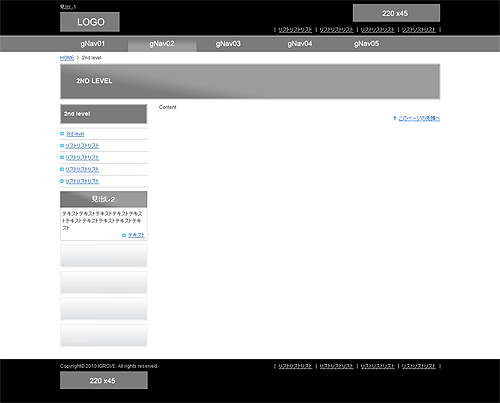 見出し1
LOGO
220 x45
| リストリストリスト | リストリストリスト | リストリストリスト | リストリストリスト
gNav01 gNav02 gNav03 gNav04 gNav05
HOME > 2nd level
2ND LEVEL
2nd level
Content
↑ このページの先頭へ
3rd level
リストリストリスト
リストリストリスト
リストリストリスト
リストリストリスト
見出し2
テキストテキストテキストテキストテキス
トテキストテキストテキストテキストテキ
スト
テキスト
Copyright© 2010 IGROVE. All rights reserved.
| リストリストリスト | リストリストリスト | リストリストリスト | リストリストリスト
220 x45